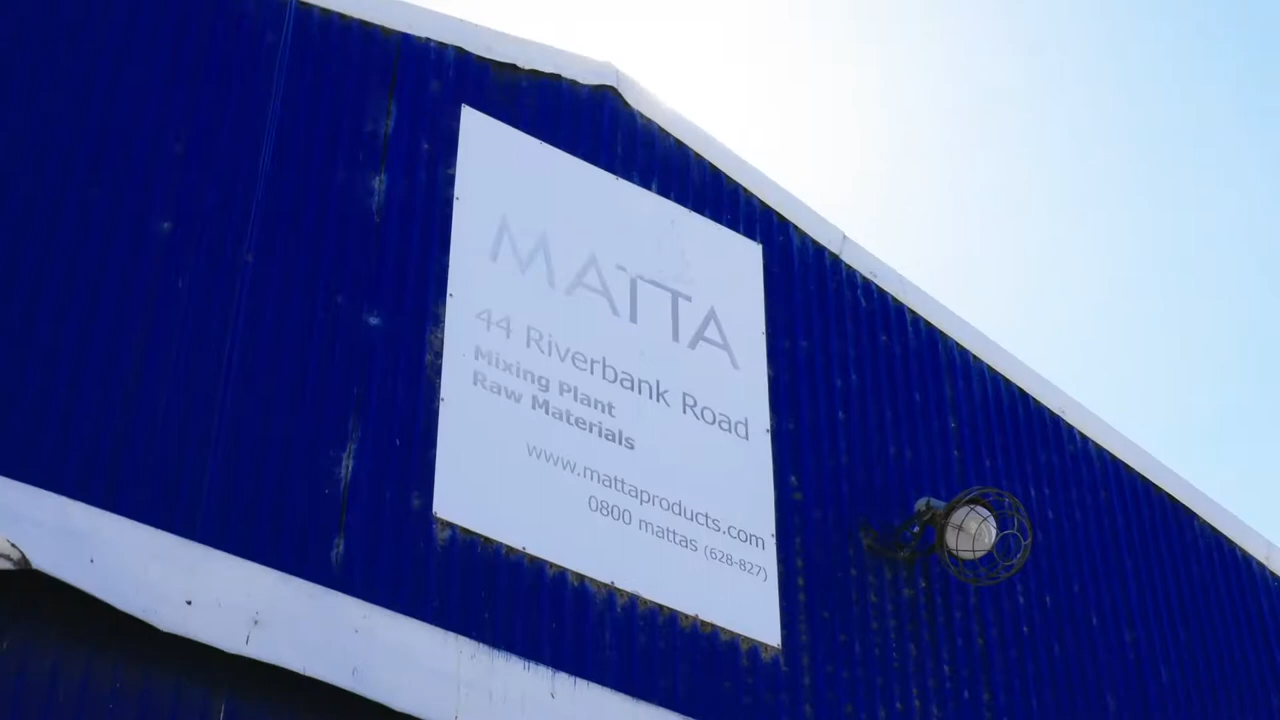 MATTA
44 Riverbank Road
Mixing Plant
Raw Materials
www.mattaproducts.com
0800 mattas (628-827)